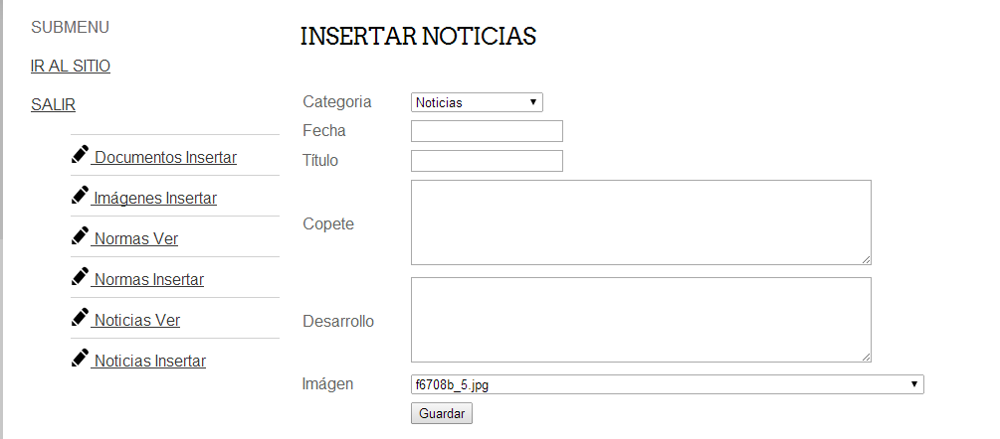 SUBMENU
IR AL SITIO
SALIR
Documentos Insertar
Imágenes Insertar
Normas Ver
Normas Insertar
Noticias Ver
Noticias Insertar
INSERTAR NOTICIAS
Categoria Noticias
Fecha
Título
Copete
Desarrollo
Imágen f6708b_5.jpg
Guardar